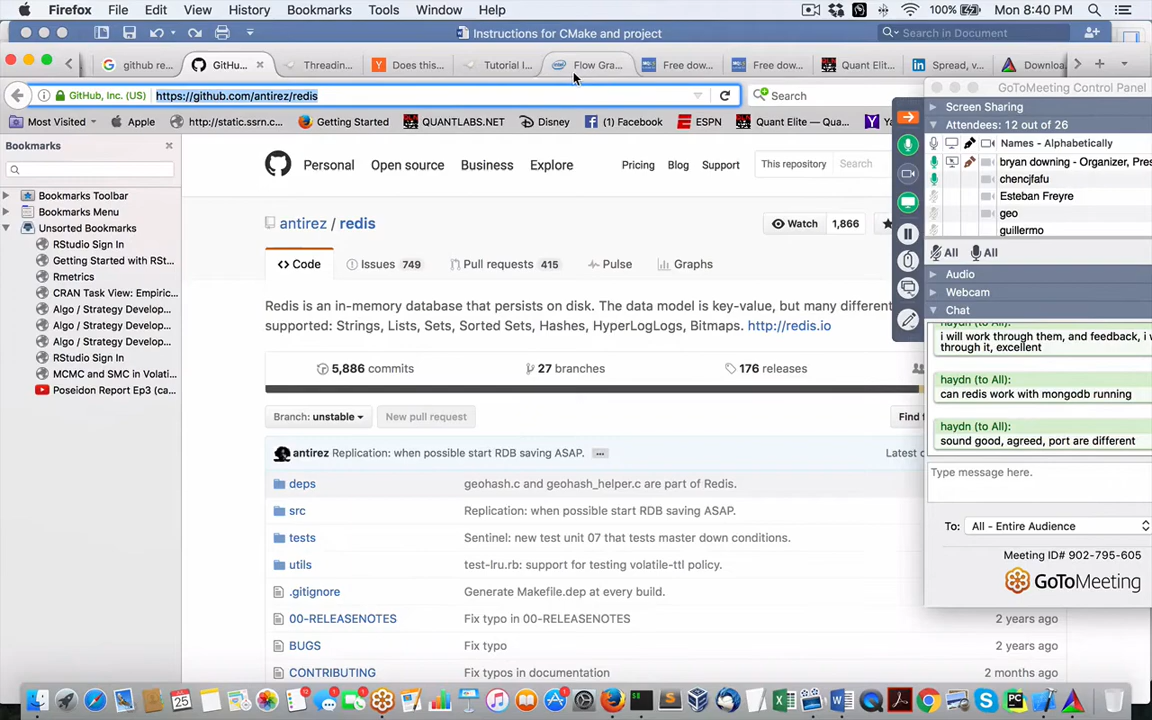 Firefox File Edit View History Bookmarks Tools Window Help 100% Mon 8:40 PM
Instructions for CMake and project Search in Document
github re... GitHu... Threadin... Does this... Tutorial I... Flow Gra... Free dow... Free dow... Quant Elit... Spread, v... Downloa
GitHub, Inc. (US) https://github.com/antirez/redis Search
GoToMeeting Control Panel
Most Visited Apple http://static.ssrn.c... Getting Started QUANTLABS.NET Disney (1) Facebook ESPN Quant Elite — Co... Ya
Screen Sharing
Attendees: 12 out of 26
Names - Alphabetically
bryan downing - Organizer, Pres
chencjfafu
Esteban Freyre
geo
guillermo
All All
Audio
Webcam
Chat
haydn (to All):
i will work through them, and feedback, i w
through it, excellent
haydn (to All):
can redis work with mongodb running
haydn (to All):
sound good, agreed, port are different
Type message here.
To: All - Entire Audience
Meeting ID# 902-795-605
GoToMeeting
Bookmarks
Bookmarks Toolbar
Bookmarks Menu
Unsorted Bookmarks
RStudio Sign In
Getting Started with RSt...
Rmetrics
CRAN Task View: Empiric...
Algo / Strategy Develop...
Algo / Strategy Develop...
Algo / Strategy Develop...
RStudio Sign In
MCMC and SMC in Volati...
Poseidon Report Ep3 (ca...
Personal Open source Business Explore Pricing Blog Support This repository Search
antirez / redis Watch 1,866
Code Issues 749 Pull requests 415 Pulse Graphs
Redis is an in-memory database that persists on disk. The data model is key-value, but many different
supported: Strings, Lists, Sets, Sorted Sets, Hashes, HyperLogLogs, Bitmaps. http://redis.io
5,886 commits 27 branches 176 releases
Branch: unstable New pull request Find f
antirez Replication: when possible start RDB saving ASAP. ... Latest c
deps geohash.c and geohash_helper.c are part of Redis.
src Replication: when possible start RDB saving ASAP.
tests Sentinel: new test unit 07 that tests master down conditions.
utils test-lru.rb: support for testing volatile-ttl policy.
.gitignore Generate Makefile.dep at every build.
00-RELEASENOTES Fix typo in 00-RELEASENOTES 2 years ago
BUGS Fix typo 2 years ago
CONTRIBUTING Fix typos in documentation 2 months ago